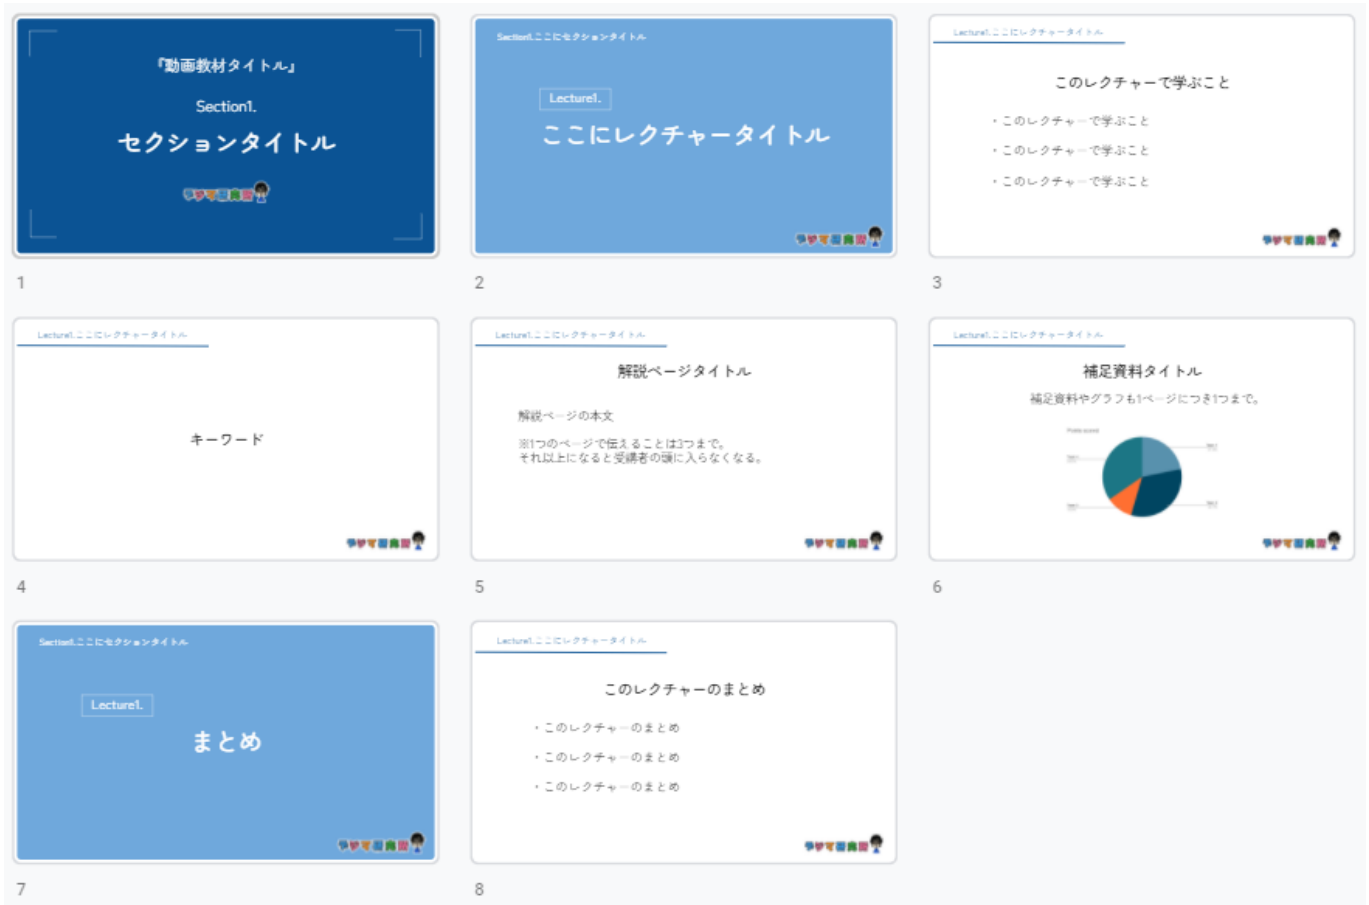 『動画教材タイトル』
Section1.
セクションタイトル
1
Section1.ここにセクションタイトル
Lecture1.
ここにレクチャータイトル
2
Lecture1.ここにレクチャータイトル
このレクチャーで学ぶこと
・このレクチャーで学ぶこと
・このレクチャーで学ぶこと
・このレクチャーで学ぶこと
3
Lecture1.ここにレクチャータイトル
キーワード
4
Lecture1.ここにレクチャータイトル
解説ページタイトル
解説ページの本文
※1つのページで伝えることは3つまで。
それ以上になると受講者の頭に入らなくなる。
5
Lecture1.ここにレクチャータイトル
補足資料タイトル
補足資料やグラフも1ページにつき1つまで。
6
Section1.ここにセクションタイトル
Lecture1.
まとめ
7
Lecture1.ここにレクチャータイトル
このレクチャーのまとめ
・このレクチャーのまとめ
・このレクチャーのまとめ
・このレクチャーのまとめ
8